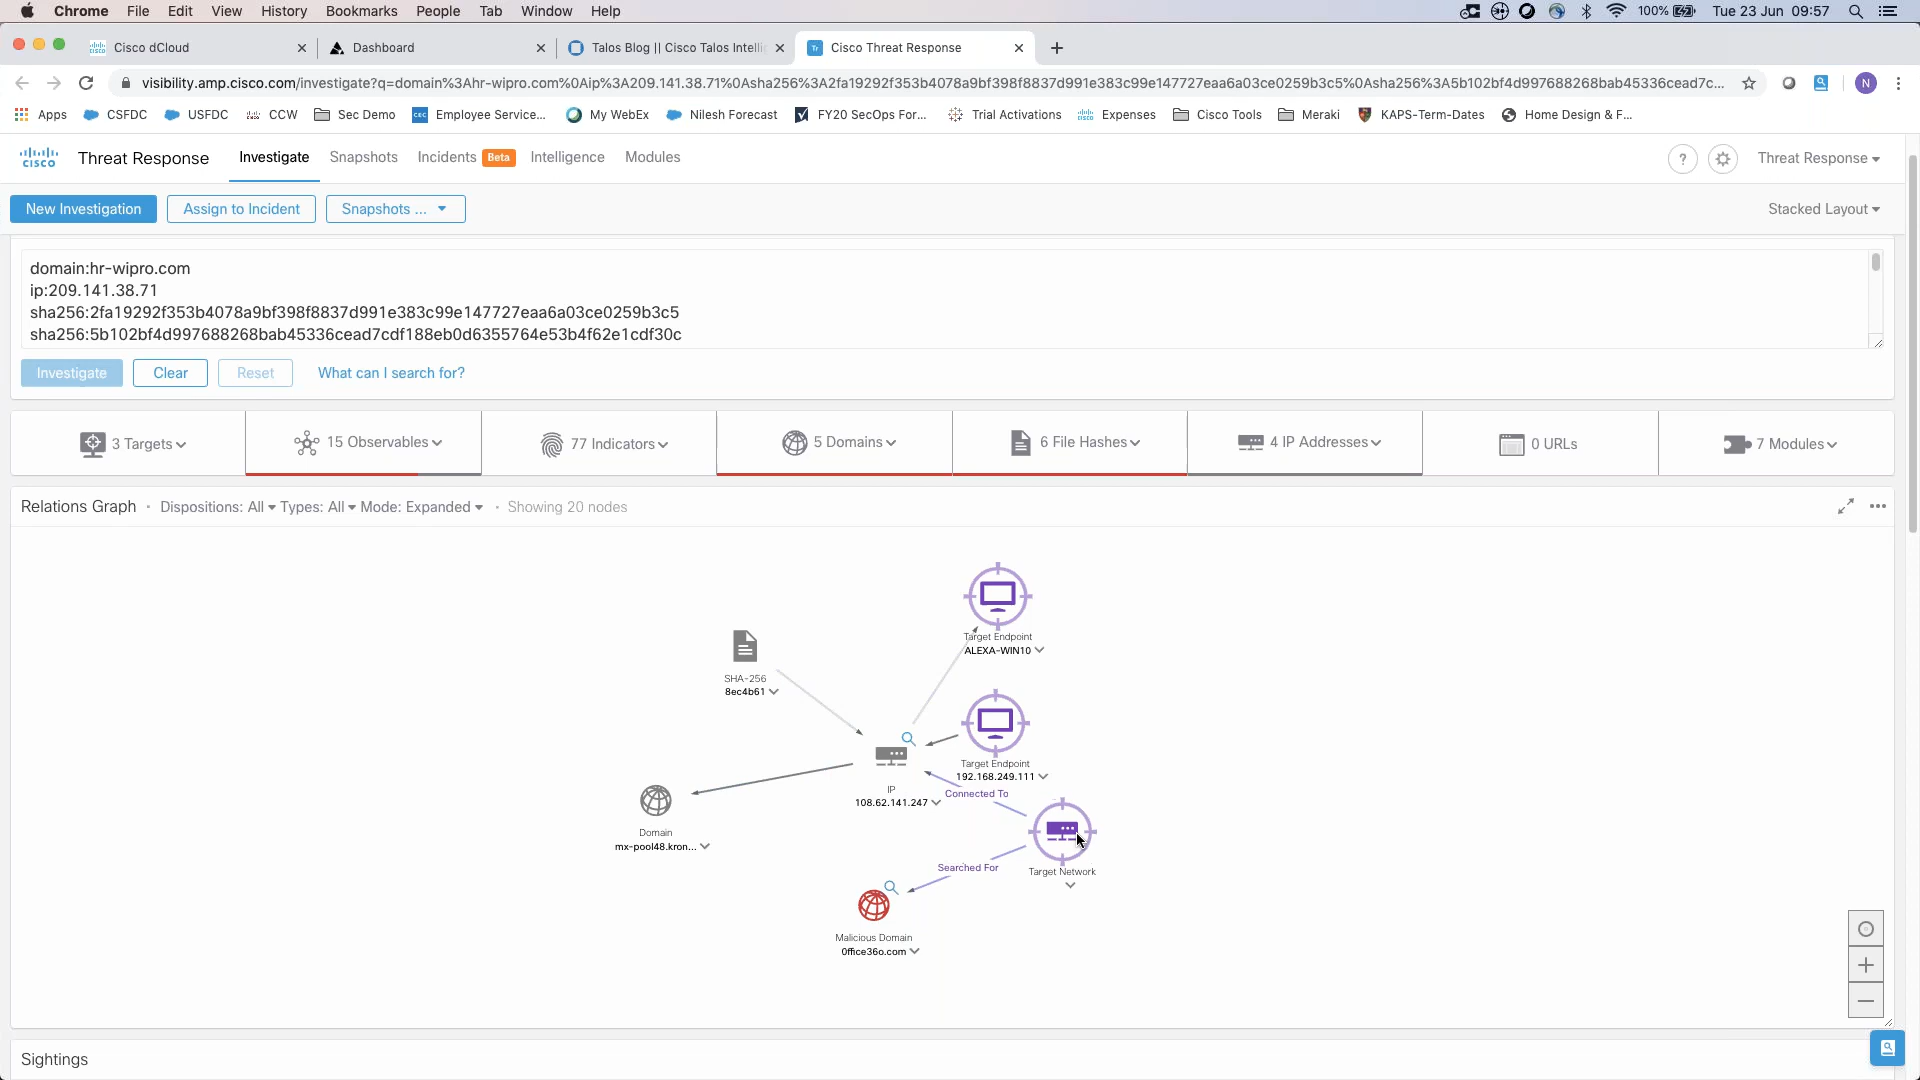 Chrome File Edit View History Bookmarks People Tab Window Help 100% Tue 23 Jun 09:57
Cisco dCloud
Dashboard
Talos Blog || Cisco Talos Intelli
Cisco Threat Response
visibility.amp.cisco.com/investigate?q=domain%3Ahr-wipro.com%0Aip%3A209.141.38.71%0Asha256%3A2fa19292f353b4078a9bf398f8837d991e383c99e147727eaa6a03ce0259b3c5%0Asha256%3A5b102bf4d997688268bab45336cead7c...
N
Apps CSFDC USFDC CCW Sec Demo Employee Service... My WebEx Nilesh Forecast FY20 SecOps For... Trial Activations Expenses Cisco Tools Meraki KAPS-Term-Dates Home Design & F...
CISCO Threat Response Investigate Snapshots Incidents Beta Intelligence Modules ? Threat Response
New Investigation Assign to Incident Snapshots ... Stacked Layout
domain:hr-wipro.com
ip:209.141.38.71
sha256:2fa19292f353b4078a9bf398f8837d991e383c99e147727eaa6a03ce0259b3c5
sha256:5b102bf4d997688268bab45336cead7cdf188eb0d6355764e53b4f62e1cdf30c
Investigate Clear Reset What can I search for?
3 Targets 15 Observables 77 Indicators 5 Domains 6 File Hashes 4 IP Addresses 0 URLs 7 Modules
Relations Graph · Dispositions: All Types: All Mode: Expanded · Showing 20 nodes
Target Endpoint
ALEXA-WIN10
SHA-256
8ec4b61
Target Endpoint
192.168.249.111
IP
108.62.141.247
Connected To
Domain
mx-pool48.kron...
Searched For
Target Network
Malicious Domain
0ffice36o.com
Sightings